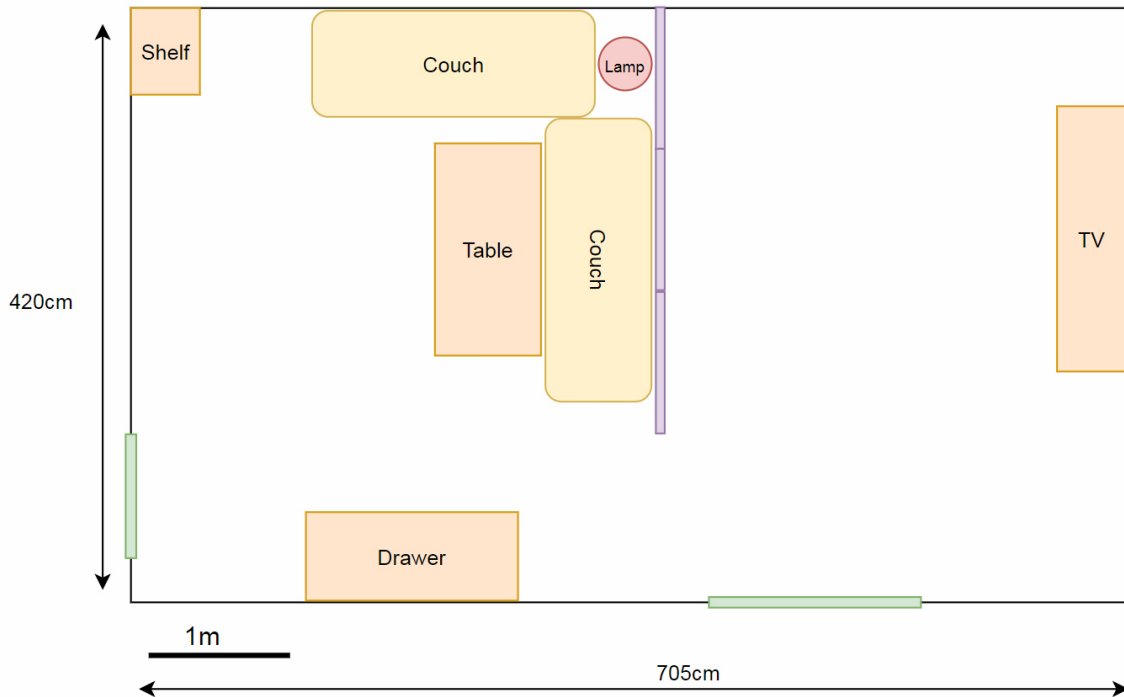 Shelf
Couch
Lamp
Table
Couch
TV
420cm
Drawer
1m
705cm